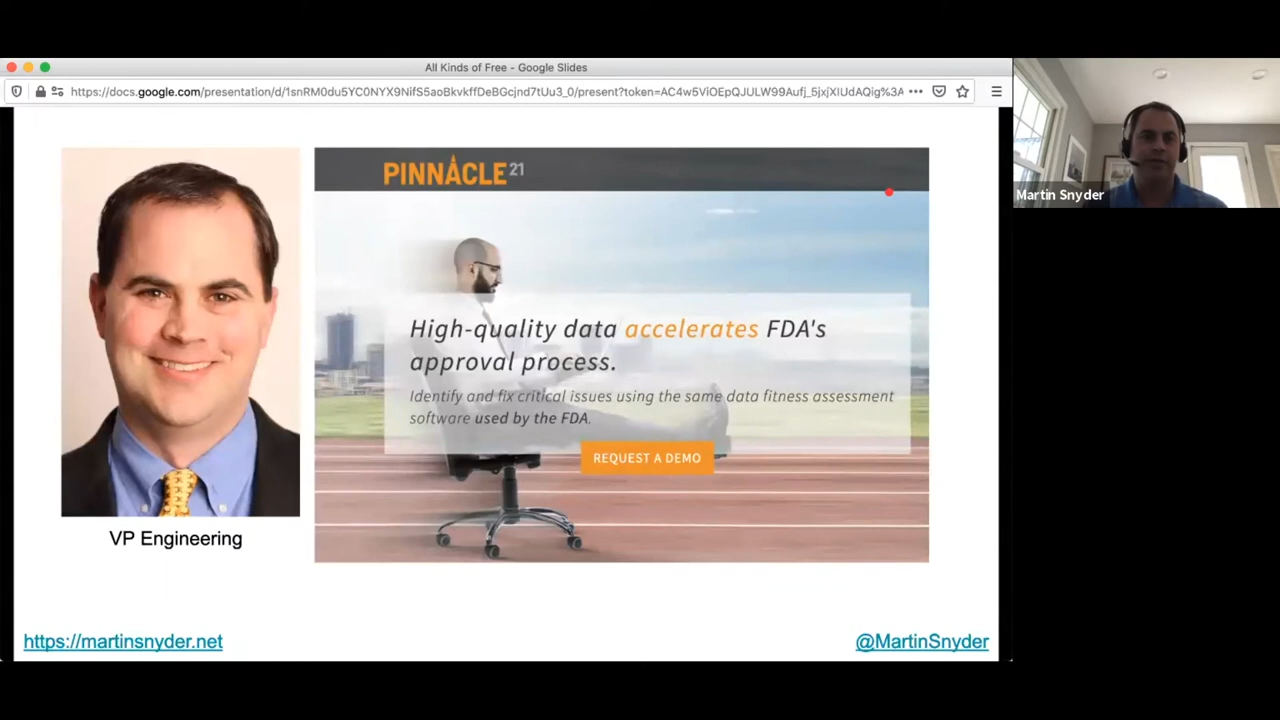 All Kinds of Free - Google Slides
https://docs.google.com/presentation/d/1snRM0du5YC0NYX9NifS5aoBkvkffDeBGcjnd7tUu3_0/present?token=AC4w5ViOEpQJULW99Aufj_5jxjXIUdAQig%3A
PINNACLE 21
High-quality data accelerates FDA's
approval process.
Identify and fix critical issues using the same data fitness assessment
software used by the FDA.
REQUEST A DEMO
VP Engineering
https://martinsnyder.net
@MartinSnyder
Martin Snyder